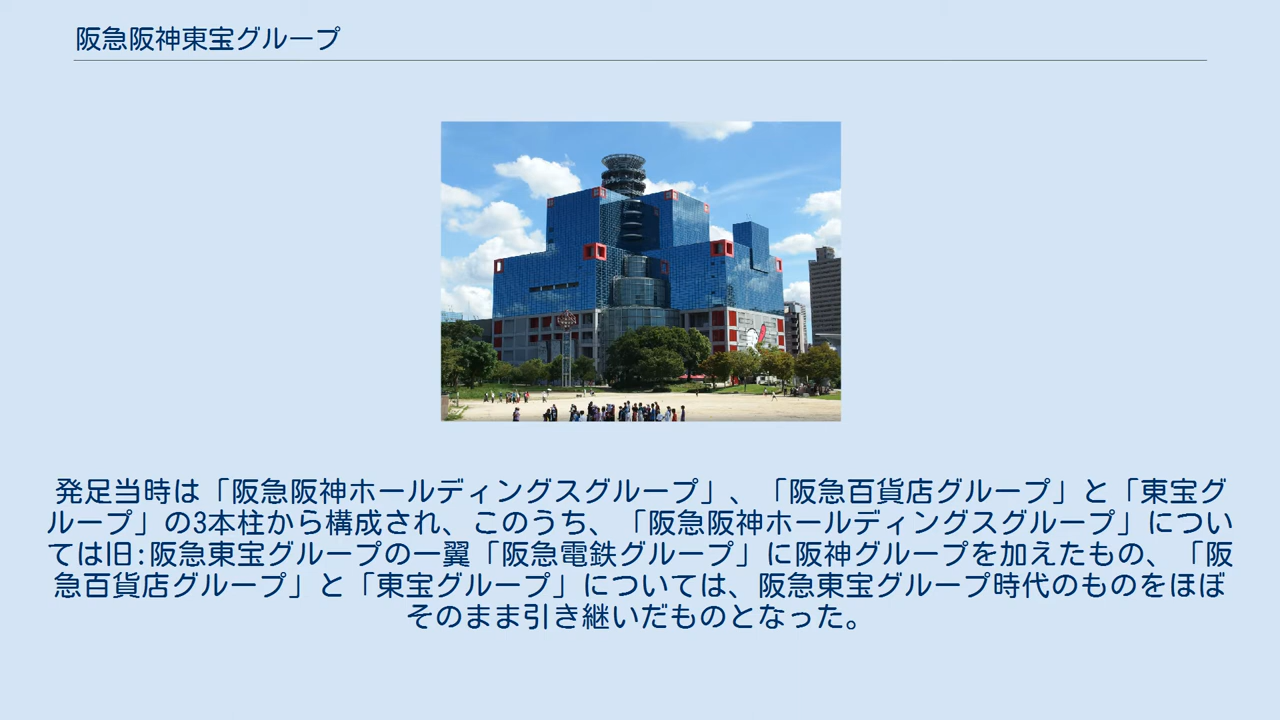 阪急阪神東宝グループ
発足当時は「阪急阪神ホールディングスグループ」、「阪急百貨店グループ」と「東宝グ
ループ」の3本柱から構成され、このうち、「阪急阪神ホールディングスグループ」につい
ては旧:阪急東宝グループの一翼「阪急電鉄グループ」に阪神グループを加えたもの、「阪
急百貨店グループ」と「東宝グループ」については、阪急東宝グループ時代のものをほぼ
そのまま引き継いだものとなった。